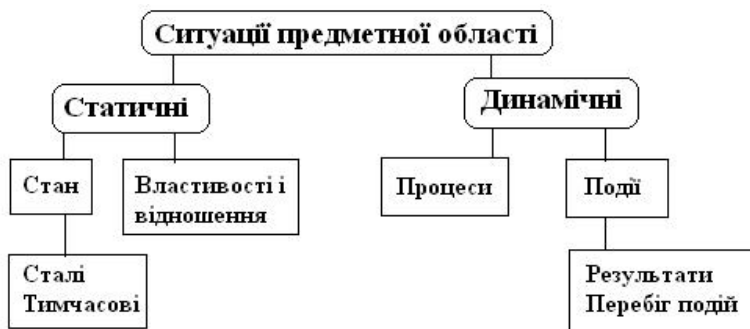 Ситуації предметної області
Статичні
Динамічні
Стан
Властивості і
відношення
Процеси
Події
Сталі
Тимчасові
Результати
Перебіг подій